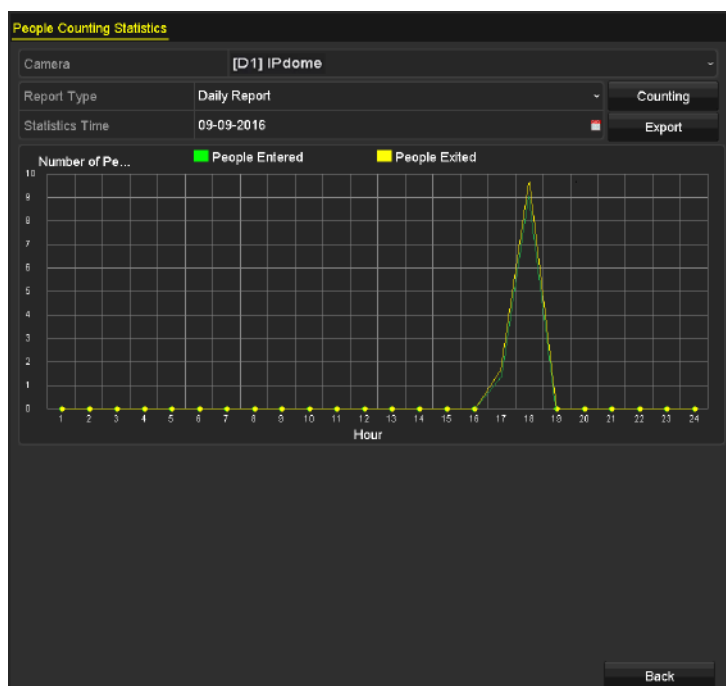 People Counting Statistics
Camera [D1] IPdome
Report Type Daily Report Counting
Statistics Time 09-09-2016 Export
Number of Pe... People Entered People Exited
10
9
8
7
6
5
4
3
2
1
0
1 2 3 4 5 6 7 8 9 10 11 12 13 14 15 16 17 18 19 20 21 22 23 24
Hour
Back